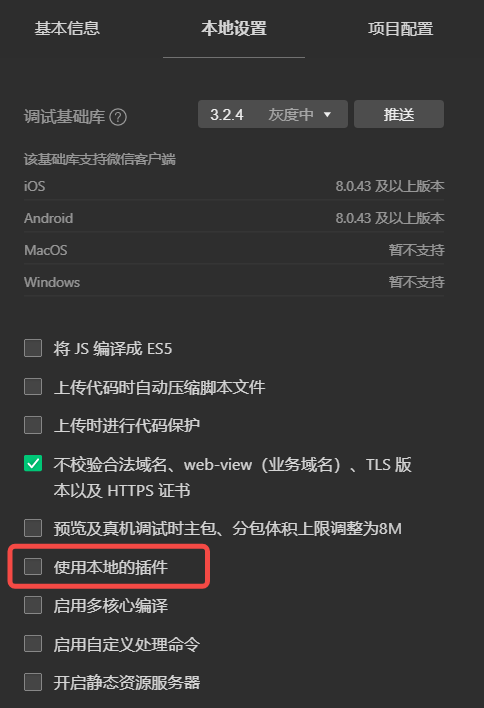 基本信息 本地设置 项目配置
调试基础库 ? 3.2.4 灰度中 推送
该基础库支持微信客户端
iOS 8.0.43 及以上版本
Android 8.0.43 及以上版本
MacOS 暂不支持
Windows 暂不支持
将 JS 编译成 ES5
上传代码时自动压缩脚本文件
上传时进行代码保护
不校验合法域名、web-view（业务域名）、TLS 版
本以及 HTTPS 证书
预览及真机调试时主包、分包体积上限调整为8M
使用本地的插件
启用多核心编译
启用自定义处理命令
开启静态资源服务器